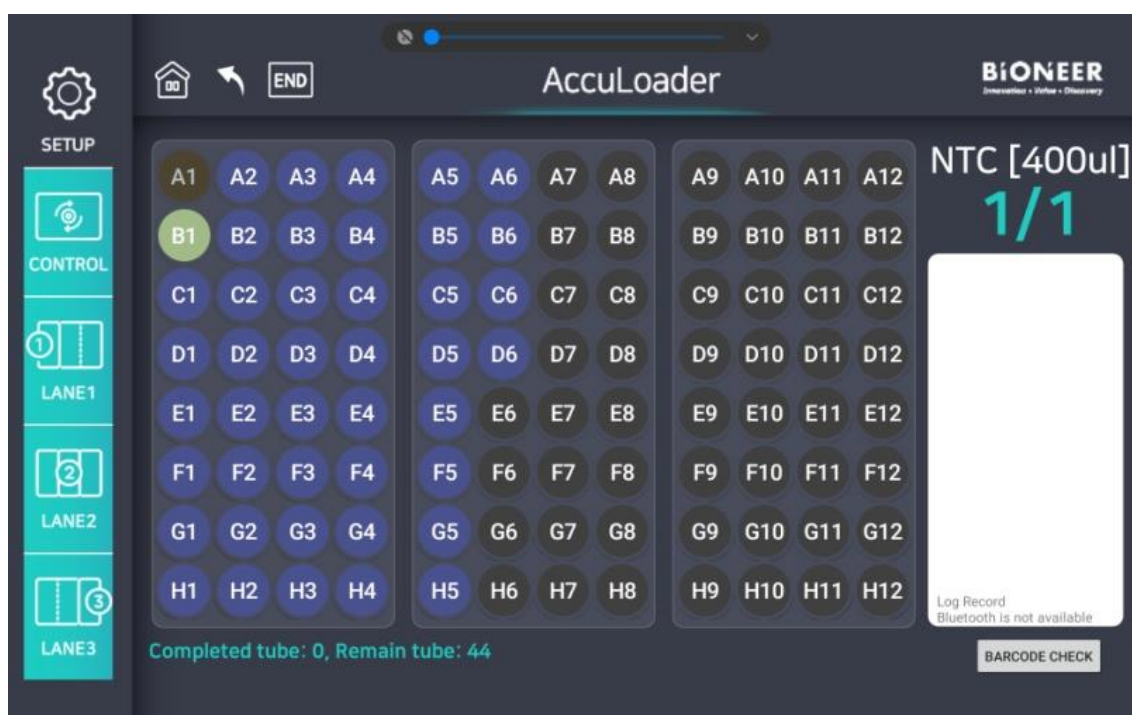 END
AccuLoader
BiONEER
Innovation • Value • Discovery
SETUP
CONTROL
1
LANE1
2
LANE2
3
LANE3
A1 A2 A3 A4 A5 A6 A7 A8 A9 A10 A11 A12
B1 B2 B3 B4 B5 B6 B7 B8 B9 B10 B11 B12
C1 C2 C3 C4 C5 C6 C7 C8 C9 C10 C11 C12
D1 D2 D3 D4 D5 D6 D7 D8 D9 D10 D11 D12
E1 E2 E3 E4 E5 E6 E7 E8 E9 E10 E11 E12
F1 F2 F3 F4 F5 F6 F7 F8 F9 F10 F11 F12
G1 G2 G3 G4 G5 G6 G7 G8 G9 G10 G11 G12
H1 H2 H3 H4 H5 H6 H7 H8 H9 H10 H11 H12
Completed tube: 0, Remain tube: 44
NTC [400ul]
1/1
Log Record
Bluetooth is not available
BARCODE CHECK